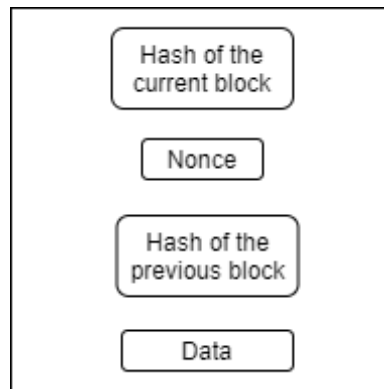 Hash of the
current block
Nonce
Hash of the
previous block
Data